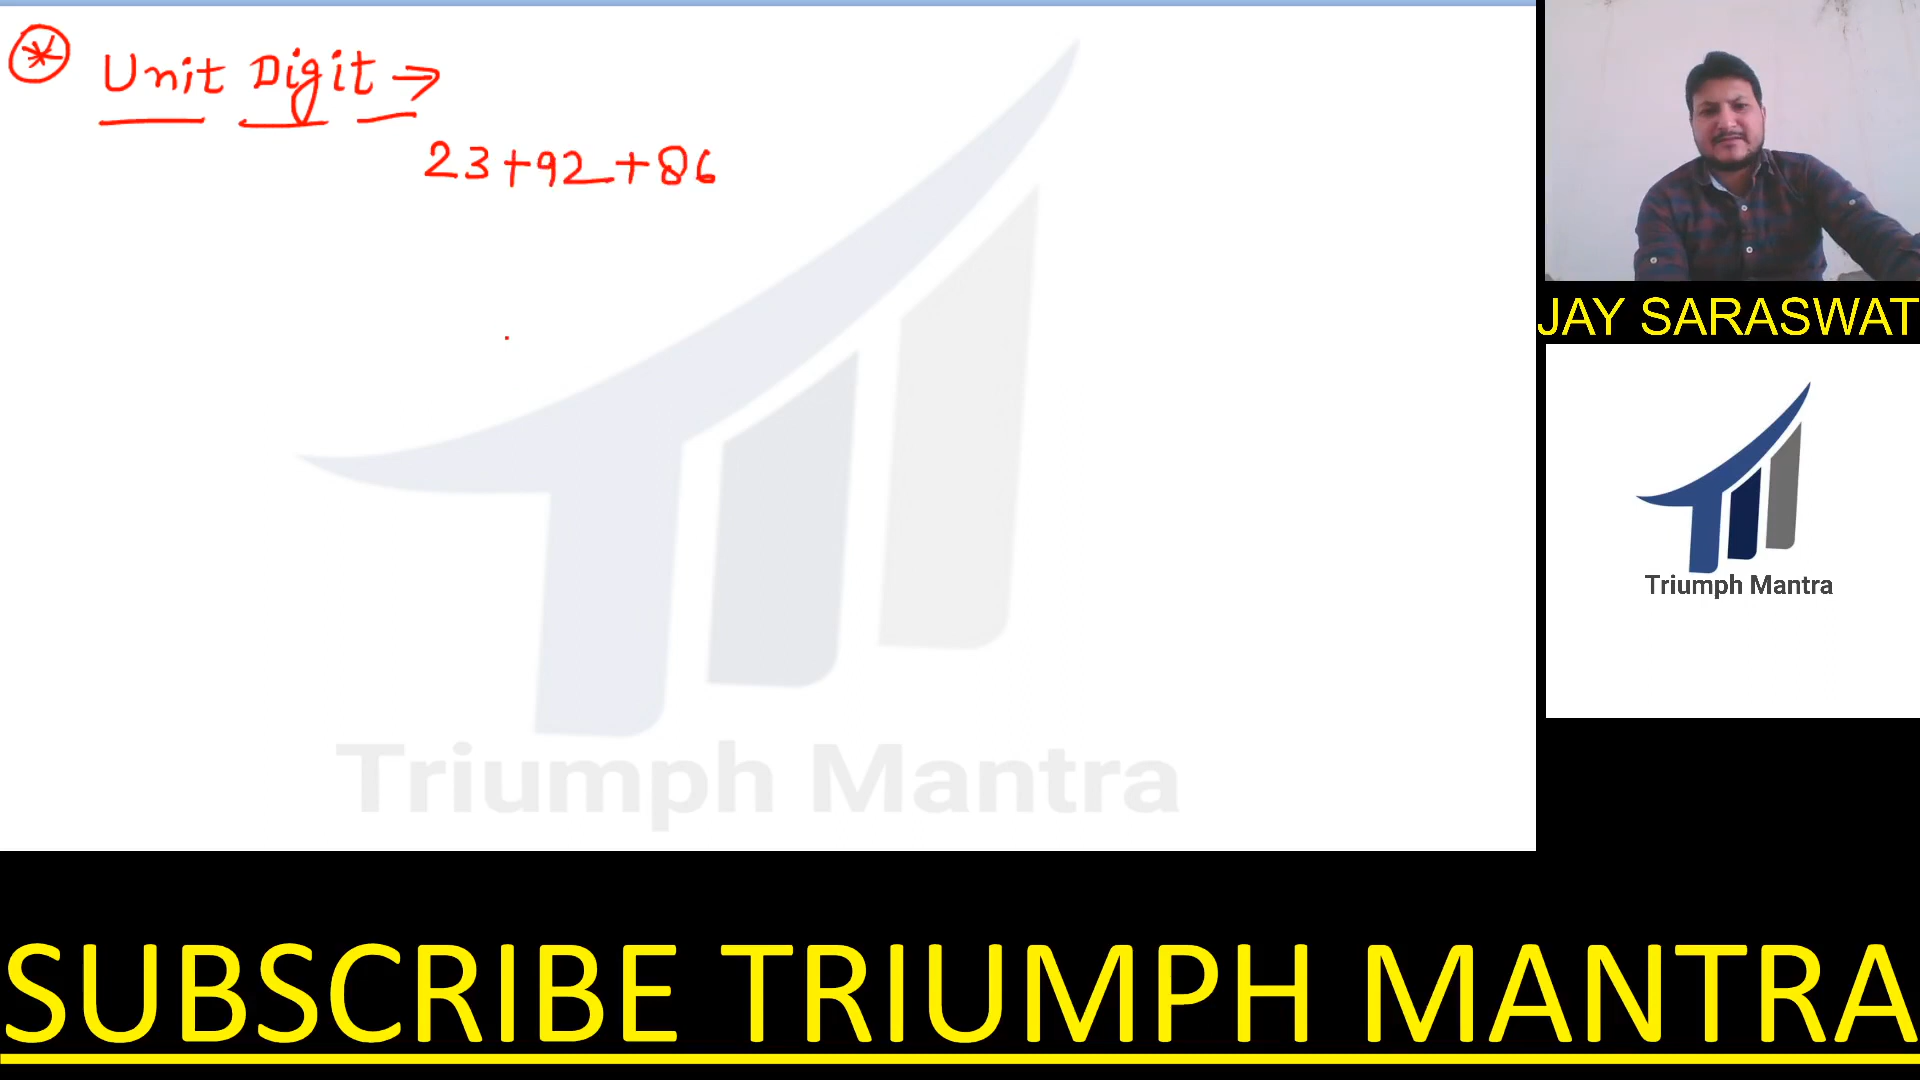 * Unit Digit →
23+92+86
JAY SARASWAT
Triumph Mantra
Triumph Mantra
SUBSCRIBE TRIUMPH MANTRA